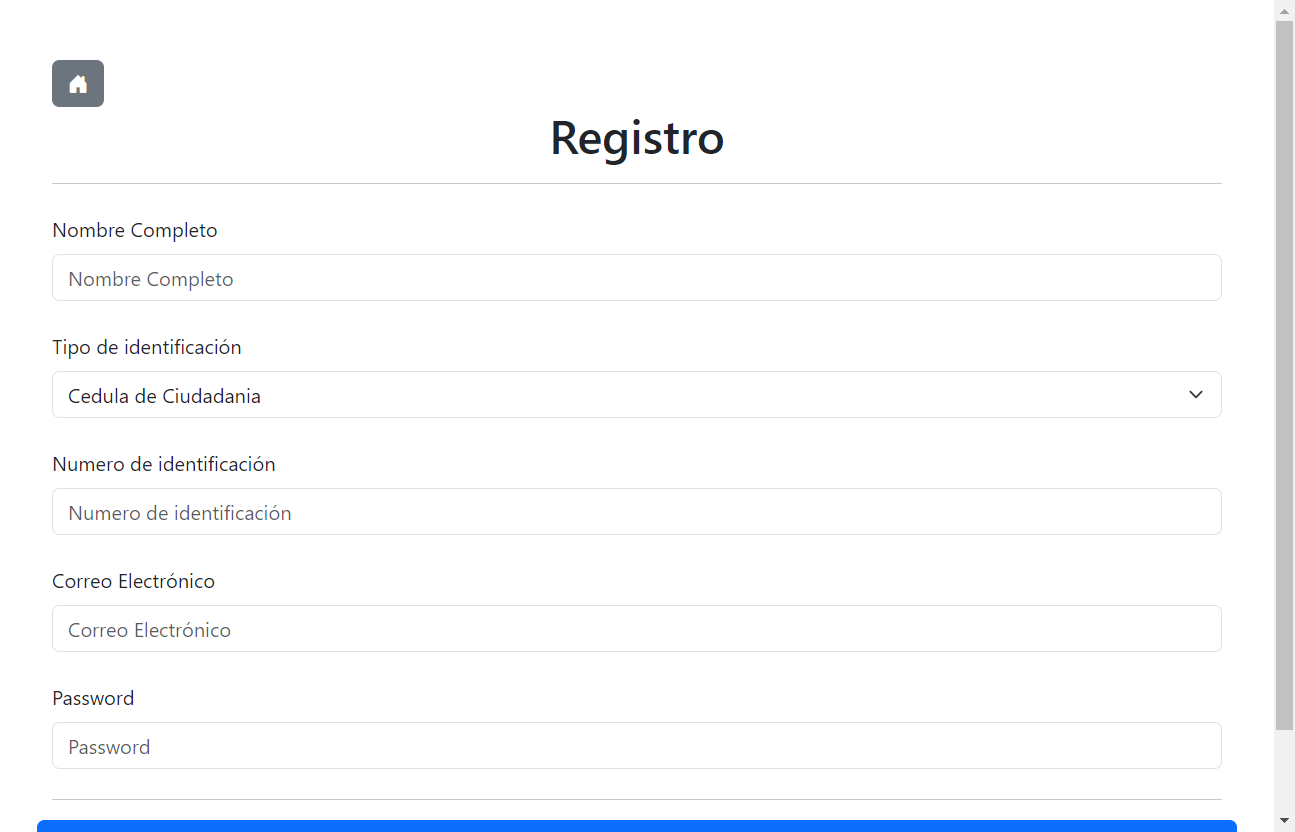 Registro
Nombre Completo
Nombre Completo
Tipo de identificación
Cedula de Ciudadania
Numero de identificación
Numero de identificación
Correo Electrónico
Correo Electrónico
Password
Password